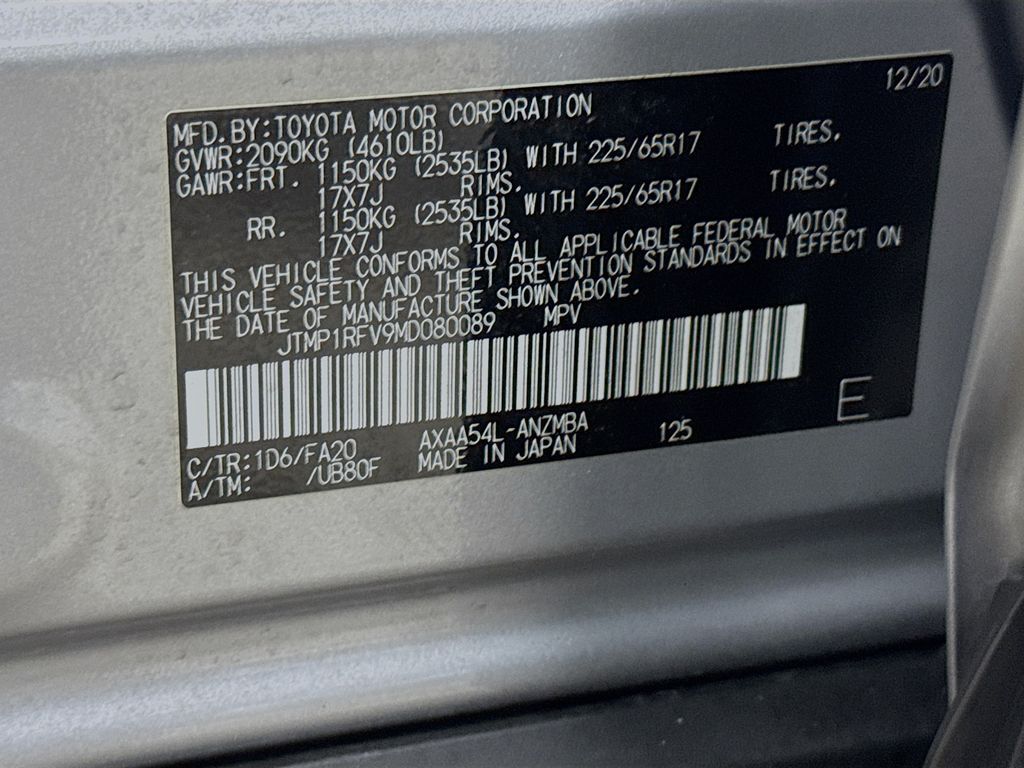 12/20
MFD. BY: TOYOTA MOTOR CORPORATION
GVWR: 2090KG (4610LB)
GAWR: FRT. 1150KG (2535LB) WITH 225/65R17 TIRES.
17X7J RIMS.
RR. 1150KG (2535LB) WITH 225/65R17 TIRES.
17X7J RIMS.
THIS VEHICLE CONFORMS TO ALL APPLICABLE FEDERAL MOTOR
VEHICLE SAFETY AND THEFT PREVENTION STANDARDS IN EFFECT ON
THE DATE OF MANUFACTURE SHOWN ABOVE.
JTMP1RFV9MD080089 MPV
C/TR: 1D6/FA20 AXAA54L-ANZMBA 125 E
A/TM: /UB80F MADE IN JAPAN